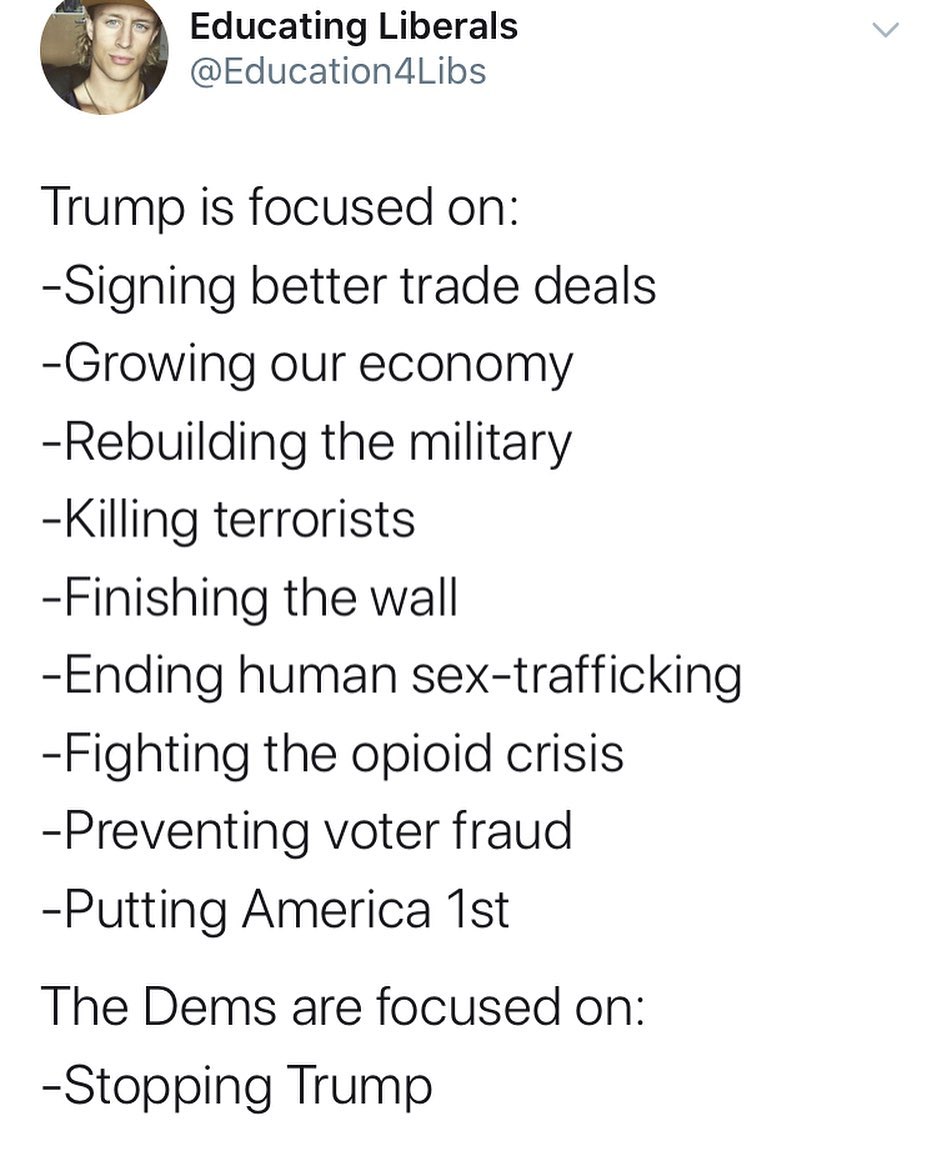 Educating Liberals
@Education4Libs
Trump is focused on:
-Signing better trade deals
-Growing our economy
-Rebuilding the military
-Killing terrorists
-Finishing the wall
-Ending human sex-trafficking
-Fighting the opioid crisis
-Preventing voter fraud
-Putting America 1st
The Dems are focused on:
-Stopping Trump